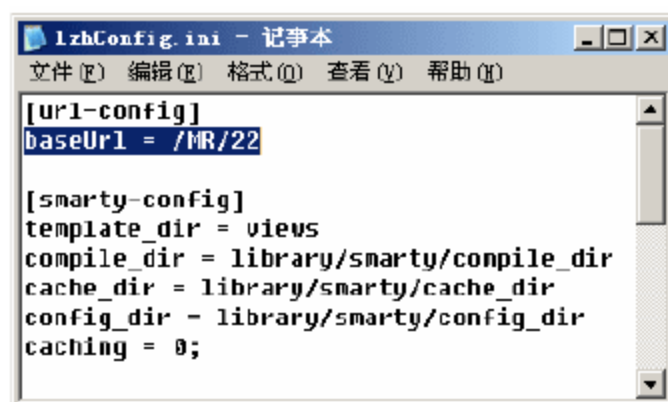 lzhConfig.ini - 记事本
文件(F) 编辑(E) 格式(O) 查看(V) 帮助(H)
[url-config]
baseUrl = /MR/22
[smarty-config]
template_dir = views
compile_dir = library/smarty/compile_dir
cache_dir = library/smarty/cache_dir
config_dir = library/smarty/config_dir
caching = 0;